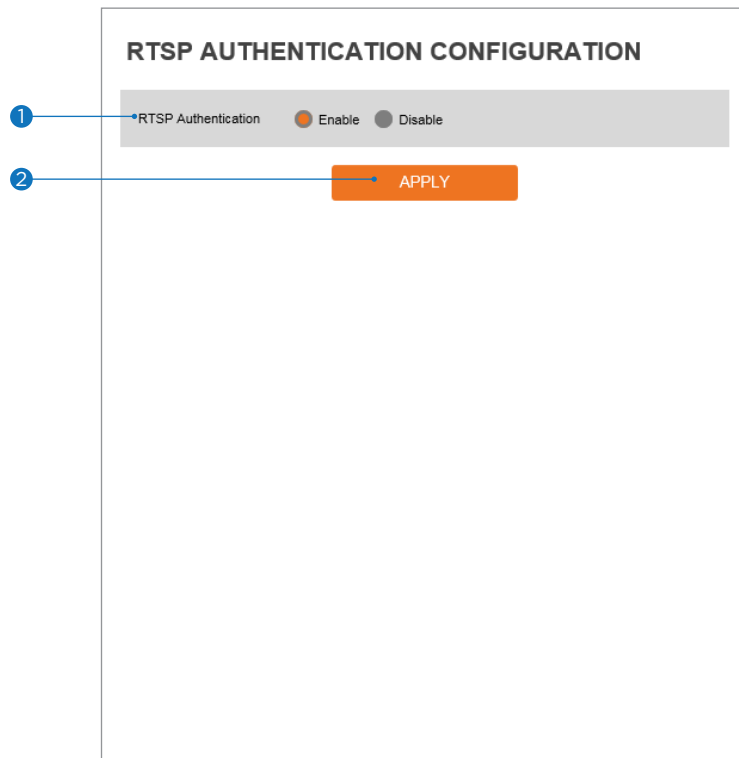 RTSP AUTHENTICATION CONFIGURATION
1 RTSP Authentication Enable Disable
2 APPLY